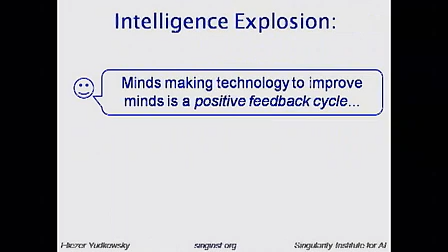 Intelligence Explosion:
Minds making technology to improve
minds is a positive feedback cycle...
Eliezer Yudkowsky singinst.org Singularity Institute for AI